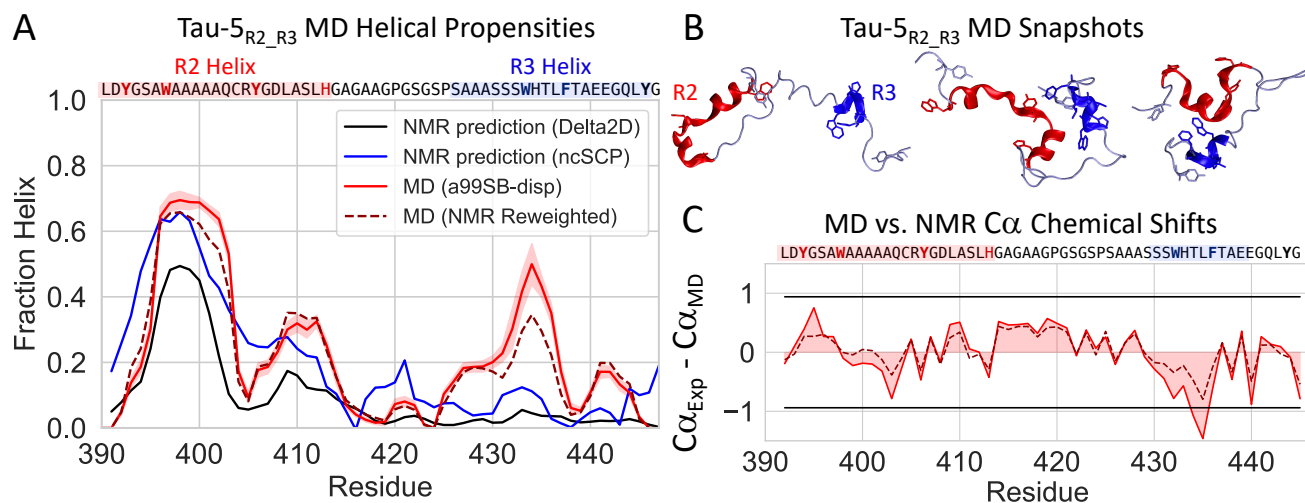 A
Tau-5R2_R3 MD Helical Propensities
R2 Helix
R3 Helix
LDYGSAWAAAAAQCRYGDLASLHGAGAAGPGSGSPSAAASSSWHTLFTAEEGQLYG
1.0
0.8
0.6
0.4
0.2
0.0
Fraction Helix
NMR prediction (Delta2D)
NMR prediction (ncSCP)
MD (a99SB-disp)
MD (NMR Reweighted)
390
400
410
420
430
440
Residue
B
Tau-5R2_R3 MD Snapshots
R2
R3
C
MD vs. NMR Cα Chemical Shifts
LDYGSAWAAAAAQCRYGDLASLHGAGAAGPGSGSPSAAASSSWHTLFTAEEGQLYG
1
0
−1
CαExp - CαMD
390
400
410
420
430
440
Residue